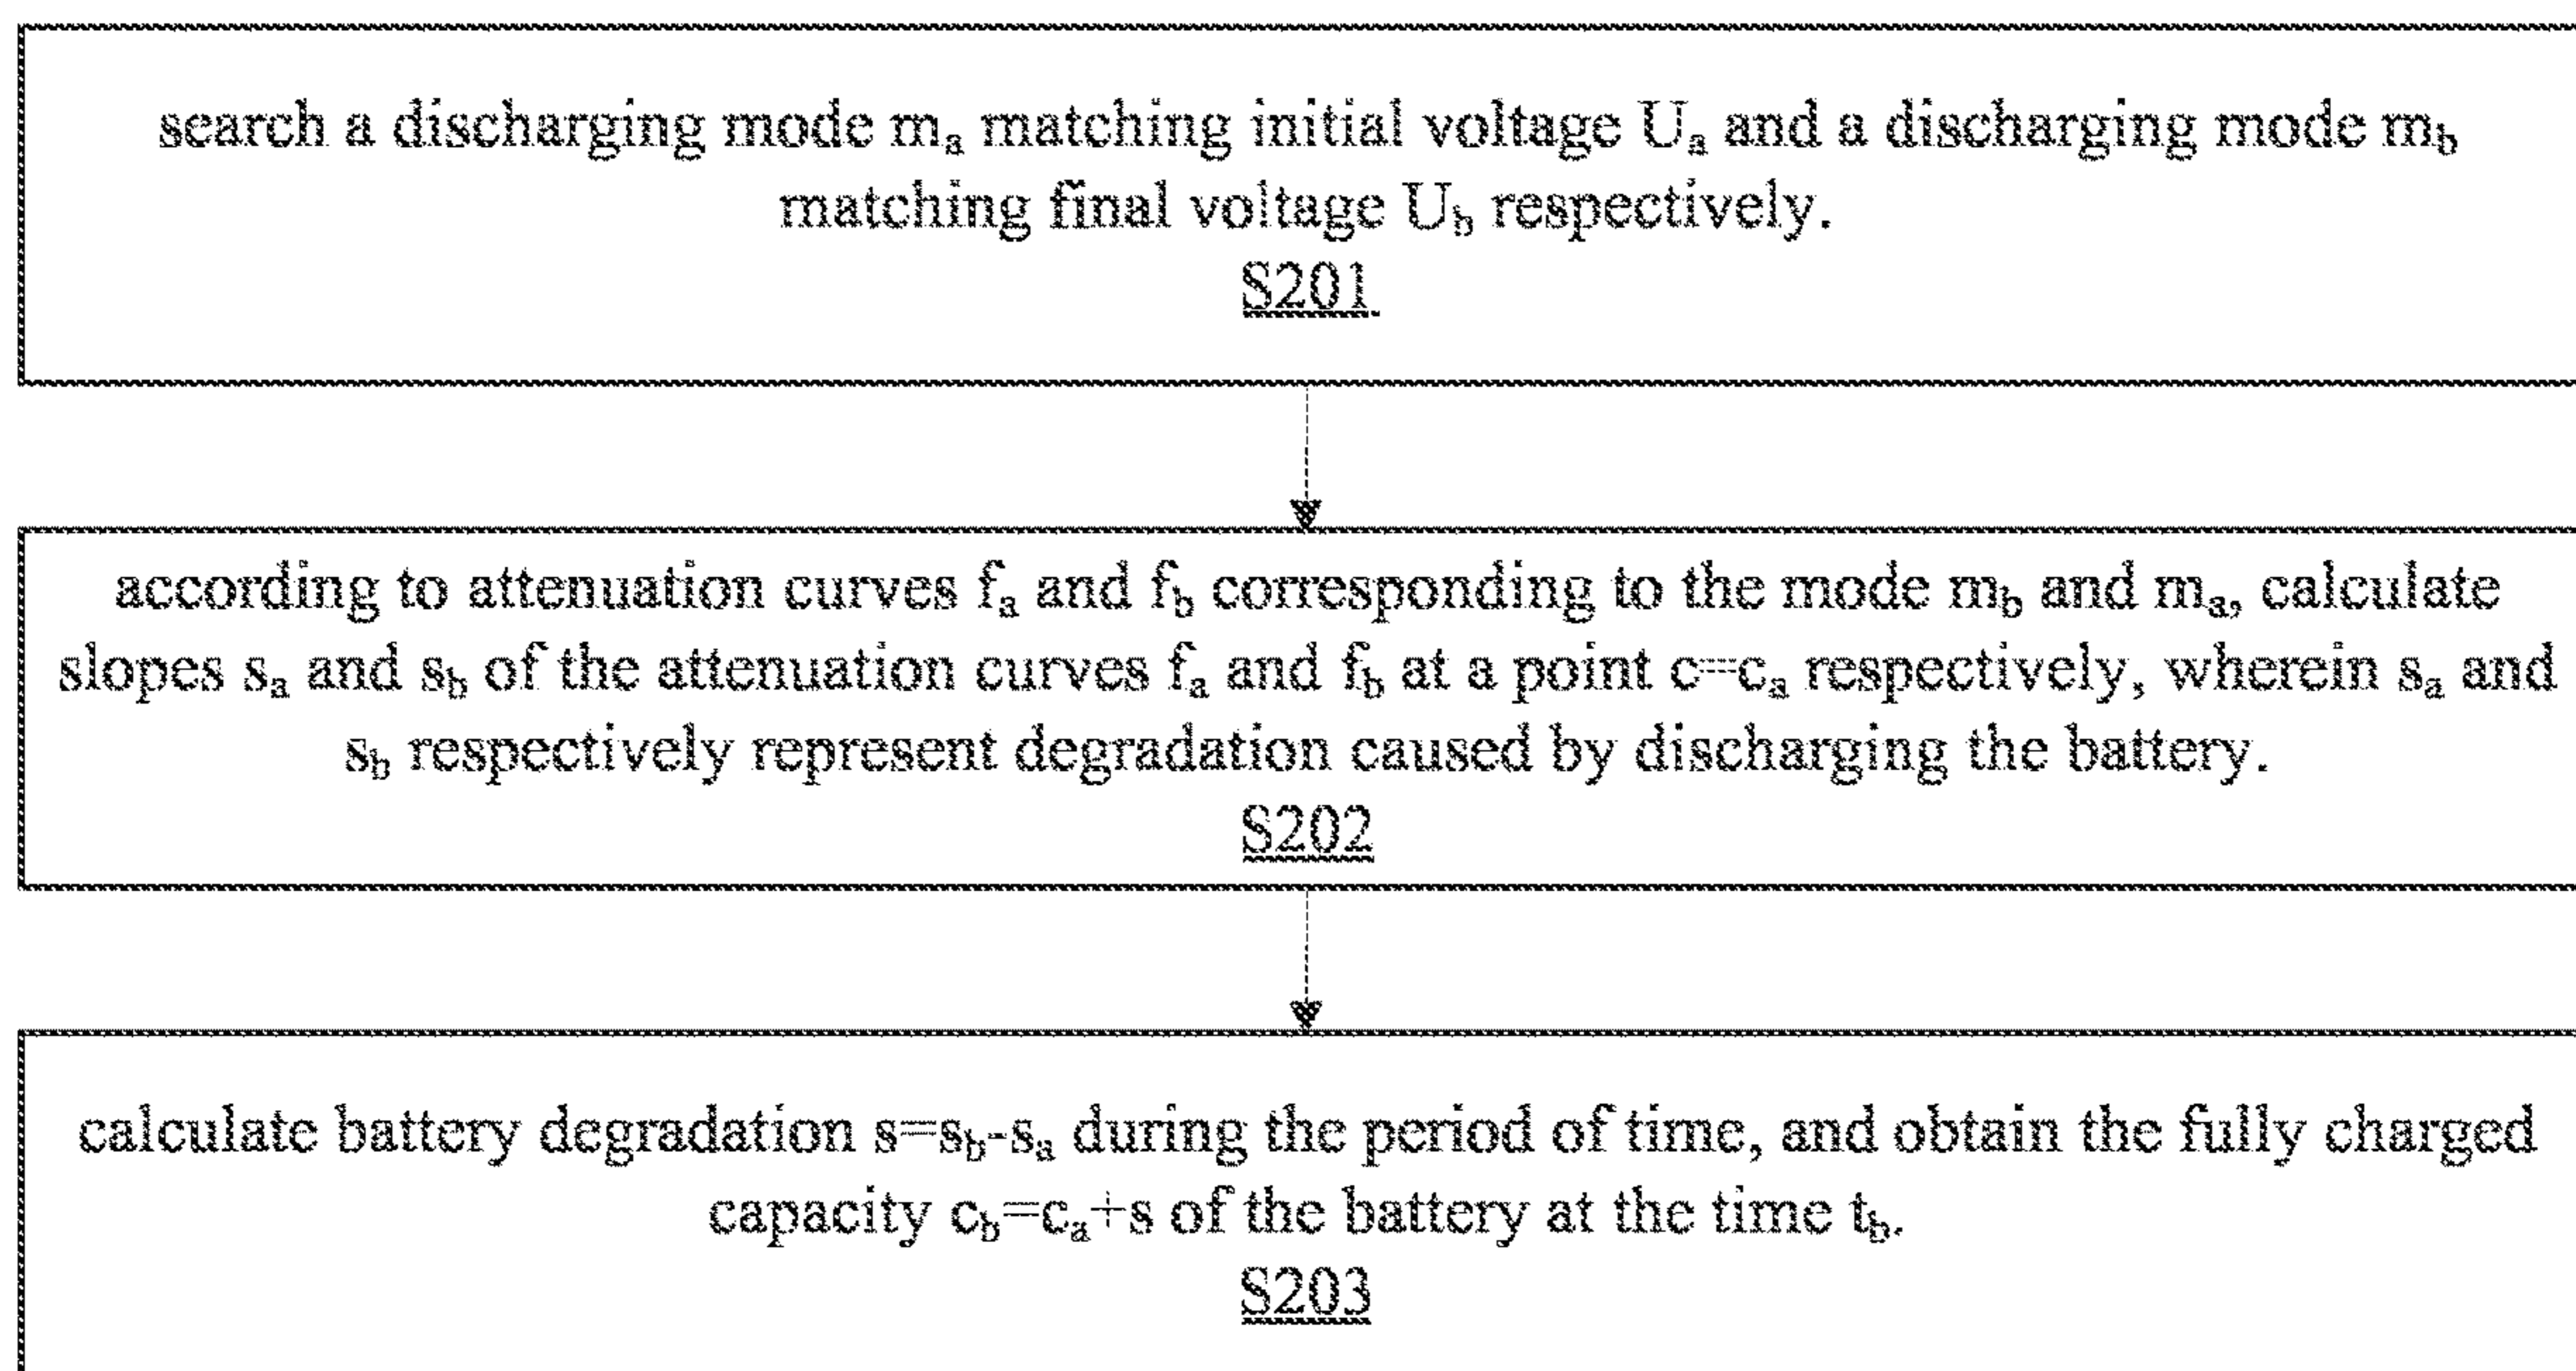 search a discharging mode mₐ matching initial voltage Uₐ and a discharging mode m_b
matching final voltage U_b respectively.
S201
according to attenuation curves fₐ and f_b corresponding to the mode m_b and mₐ, calculate
slopes sₐ and s_b of the attenuation curves fₐ and f_b at a point c=cₐ respectively, wherein sₐ and
s_b respectively represent degradation caused by discharging the battery.
S202
calculate battery degradation s=s_b-sₐ during the period of time, and obtain the fully charged
capacity c_b=cₐ+s of the battery at the time t_b.
S203